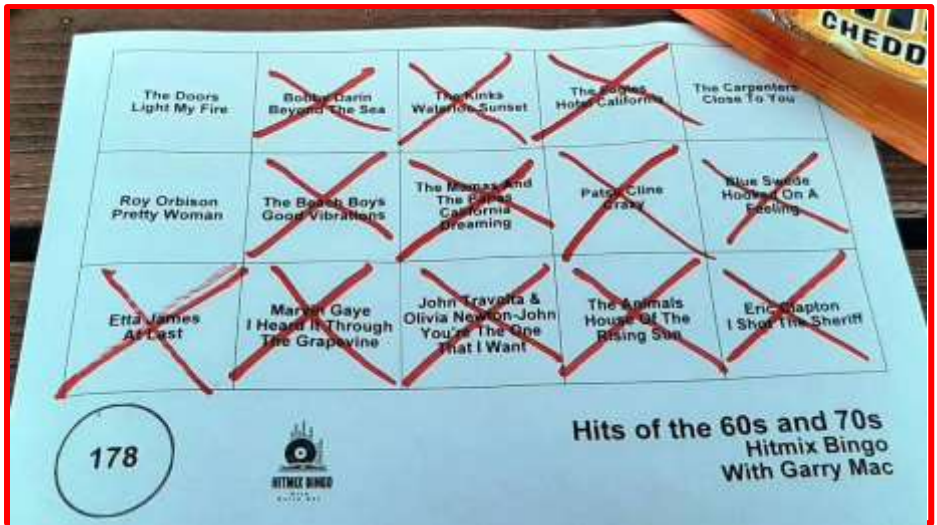 CHEDD
The Doors
Light My Fire
Bobby Darin
Beyond The Sea
The Kinks
Waterloo Sunset
The Eagles
Hotel California
The Carpenters
Close To You
Roy Orbison
Pretty Woman
The Beach Boys
Good Vibrations
The Mamas And
The Papas
California
Dreaming
Patsy Cline
Crazy
Blue Swede
Hooked On A
Feeling
Etta James
At Last
Marvin Gaye
I Heard It Through
The Grapevine
John Travolta &
Olivia Newton-John
You're The One
That I Want
The Animals
House Of The
Rising Sun
Eric Clapton
I Shot The Sheriff
178
HITMIX BINGO
Hits of the 60s and 70s
Hitmix Bingo
With Garry Mac